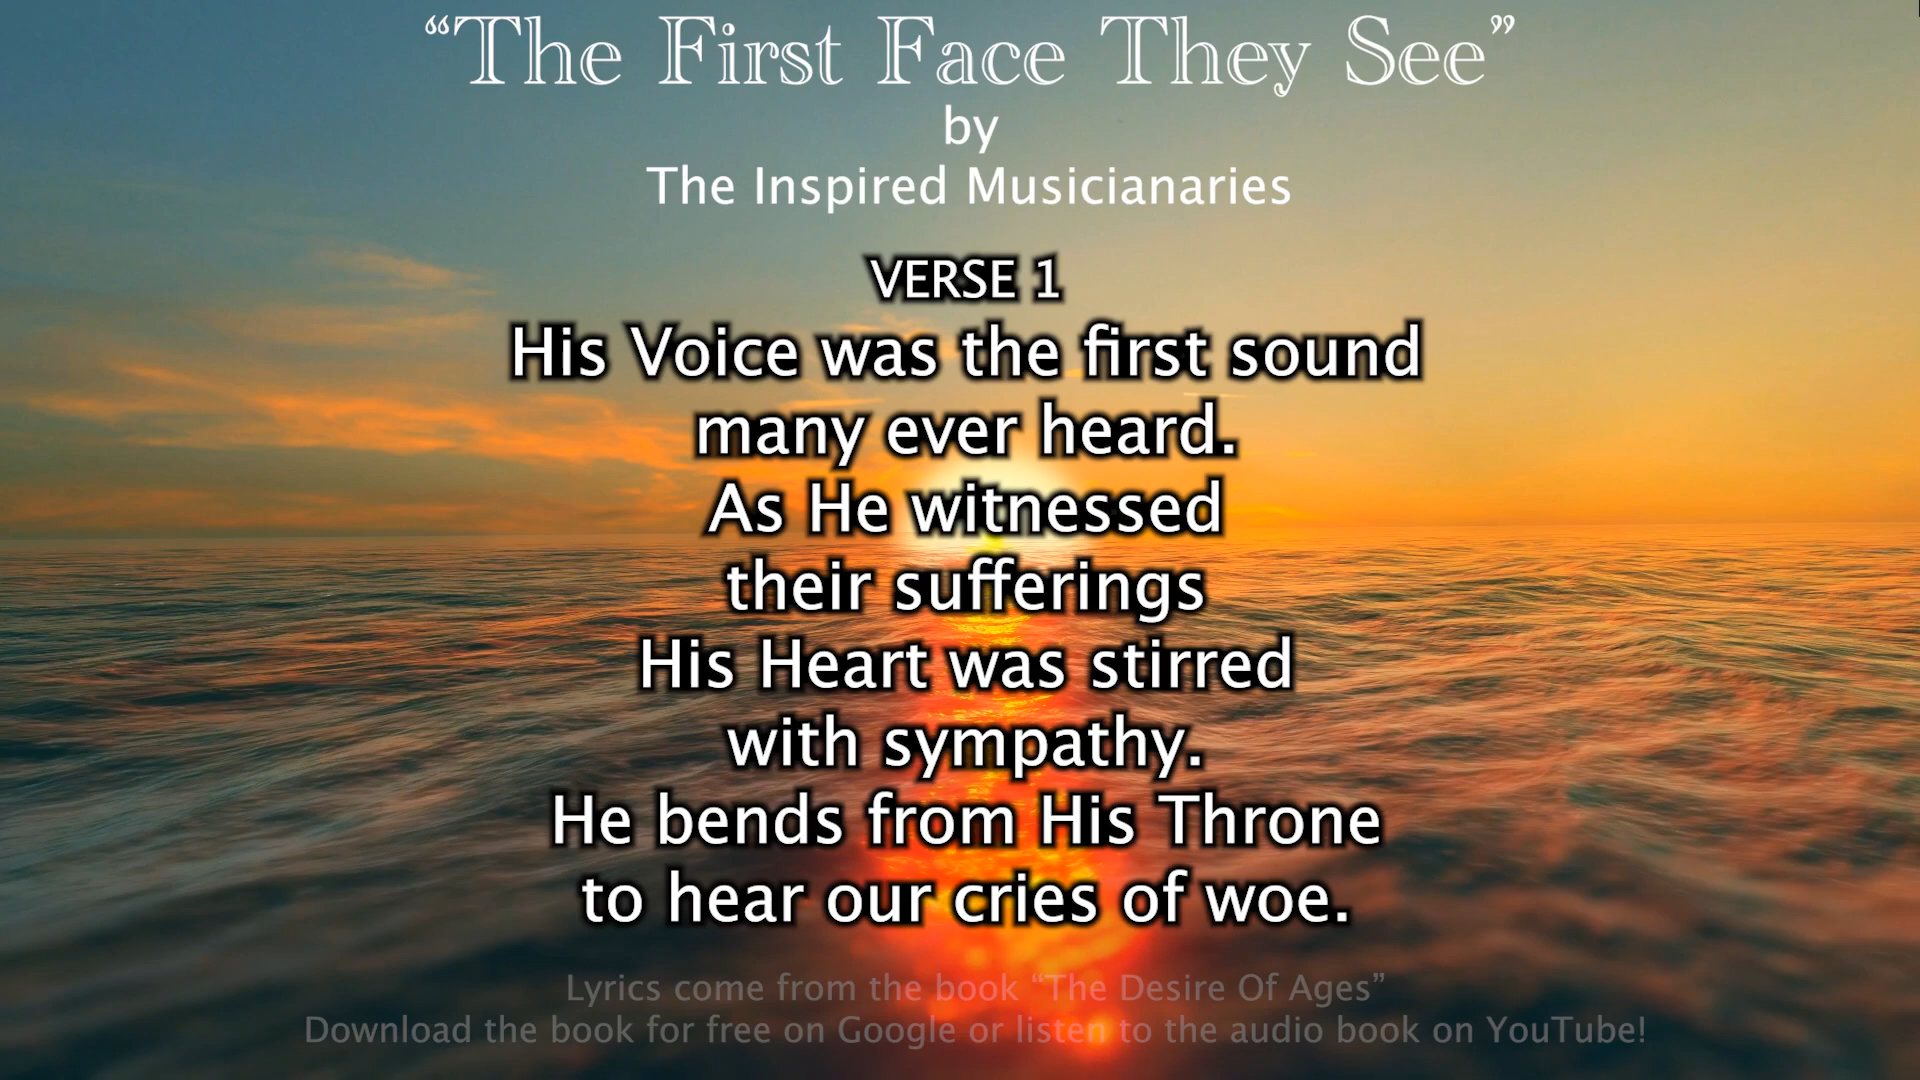 “The First Face They See”
by
The Inspired Musicianaries
VERSE 1
His Voice was the first sound
many ever heard.
As He witnessed
their sufferings
His Heart was stirred
with sympathy.
He bends from His Throne
to hear our cries of woe.
Lyrics come from the book “The Desire Of Ages”
Download the book for free on Google or listen to the audio book on YouTube!